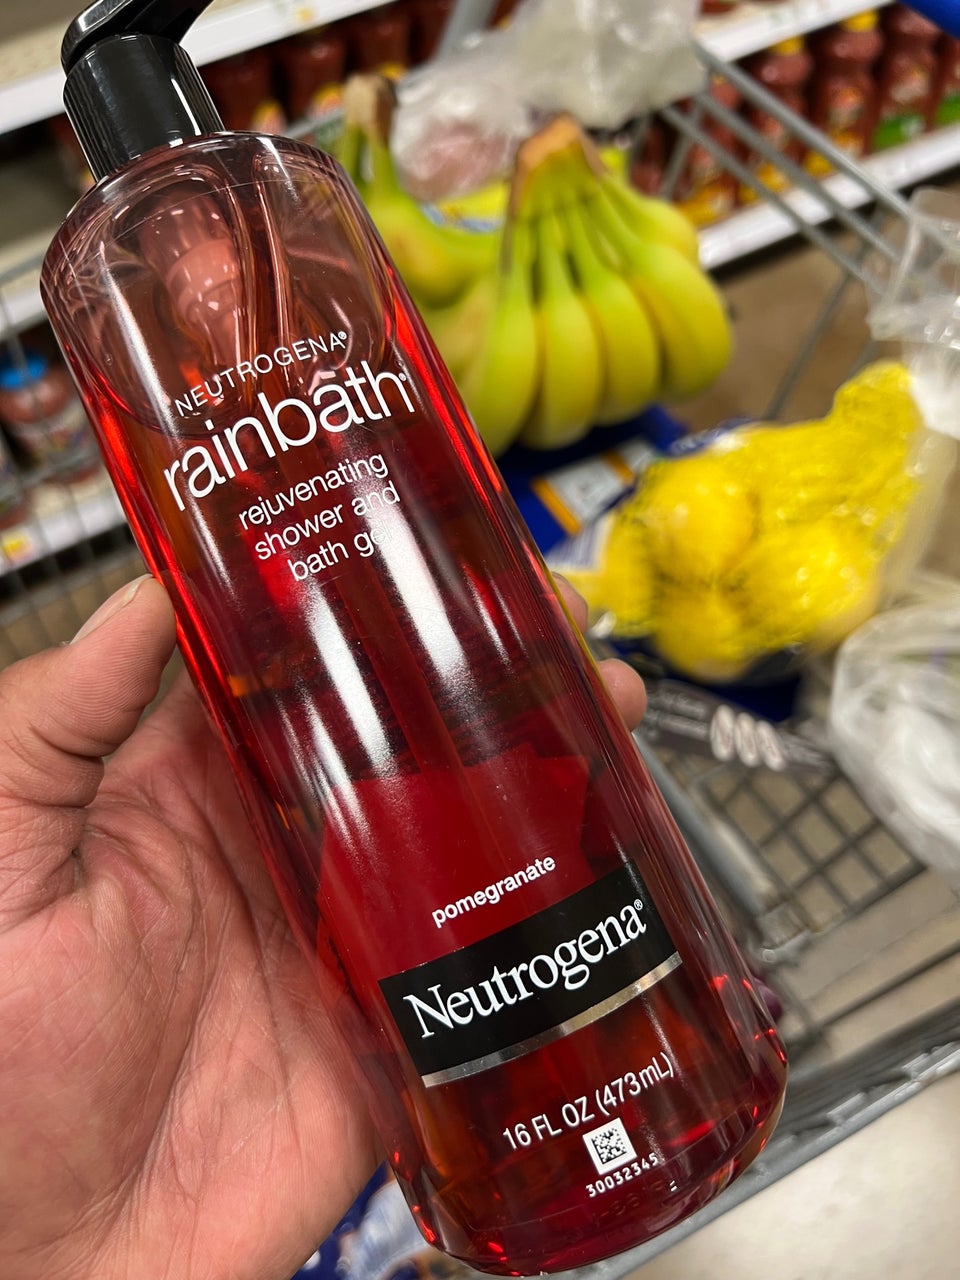 NEUTROGENA®
rainbath®
rejuvenating
shower and
bath gel
pomegranate
Neutrogena®
16 FL OZ (473mL)
30032345